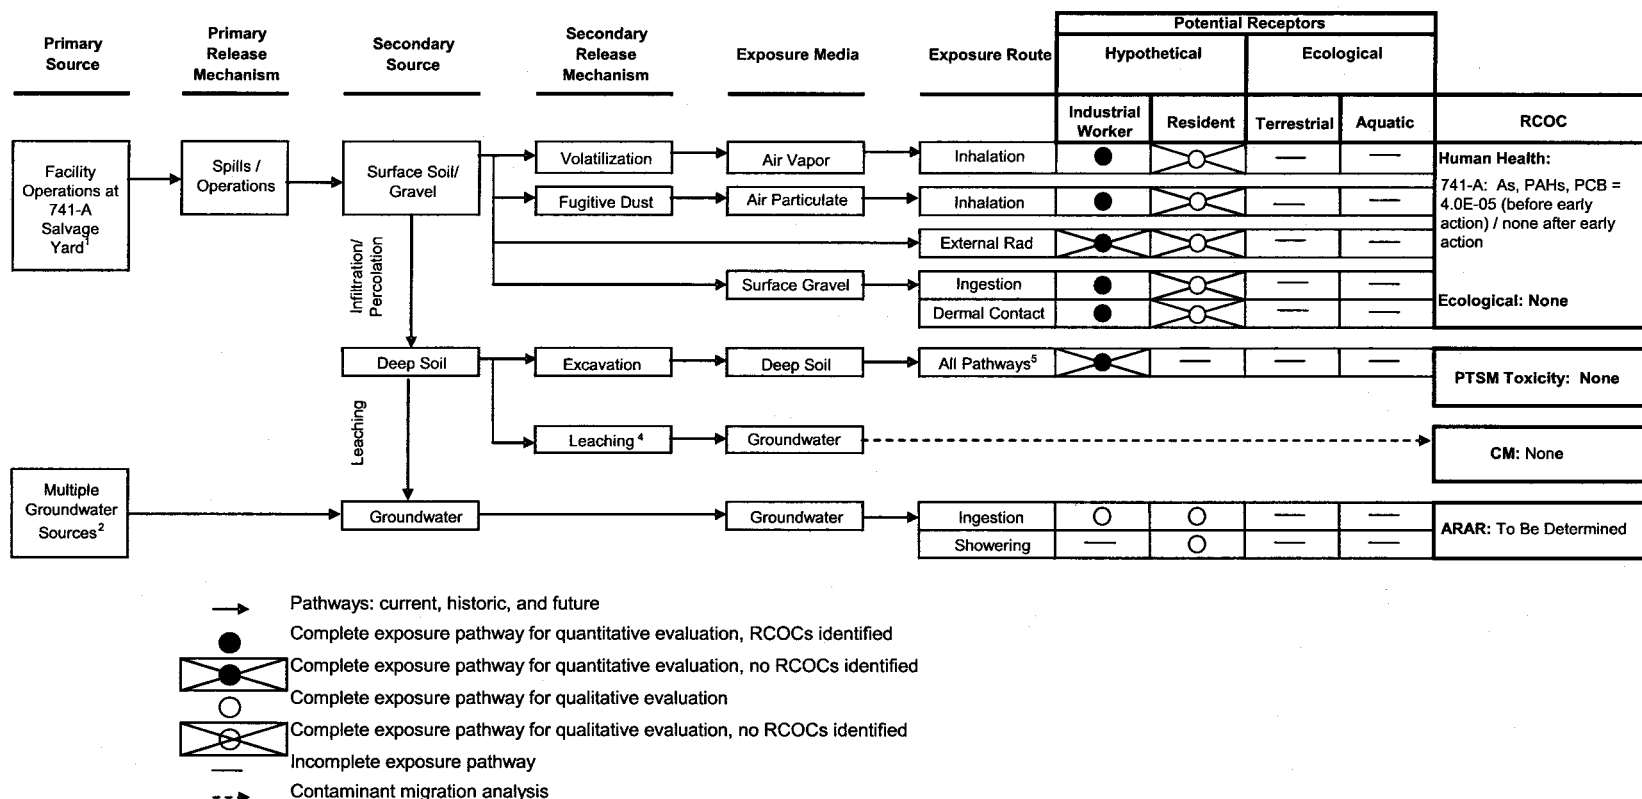 Potential Receptors
Primary
Source
Primary
Release
Mechanism
Secondary
Source
Secondary
Release
Mechanism
Exposure Media
Exposure Route
Hypothetical
Ecological
Industrial
Worker
Resident
Terrestrial
Aquatic
RCOC
Facility
Operations at
741-A
Salvage
Yard1
Spills /
Operations
Surface Soil/
Gravel
Volatilization
Air Vapor
Inhalation
Fugitive Dust
Air Particulate
Inhalation
External Rad
Surface Gravel
Ingestion
Dermal Contact
Human Health:
741-A: As, PAHs, PCB =
4.0E-05 (before early
action) / none after early
action
Ecological: None
Infiltration/
Percolation
Deep Soil
Excavation
Deep Soil
All Pathways5
PTSM Toxicity: None
Leaching
Leaching 4
Groundwater
CM: None
Multiple
Groundwater
Sources2
Groundwater
Groundwater
Ingestion
Showering
ARAR: To Be Determined
Pathways: current, historic, and future
Complete exposure pathway for quantitative evaluation, RCOCs identified
Complete exposure pathway for quantitative evaluation, no RCOCs identified
Complete exposure pathway for qualitative evaluation
Complete exposure pathway for qualitative evaluation, no RCOCs identified
Incomplete exposure pathway
Contaminant migration analysis